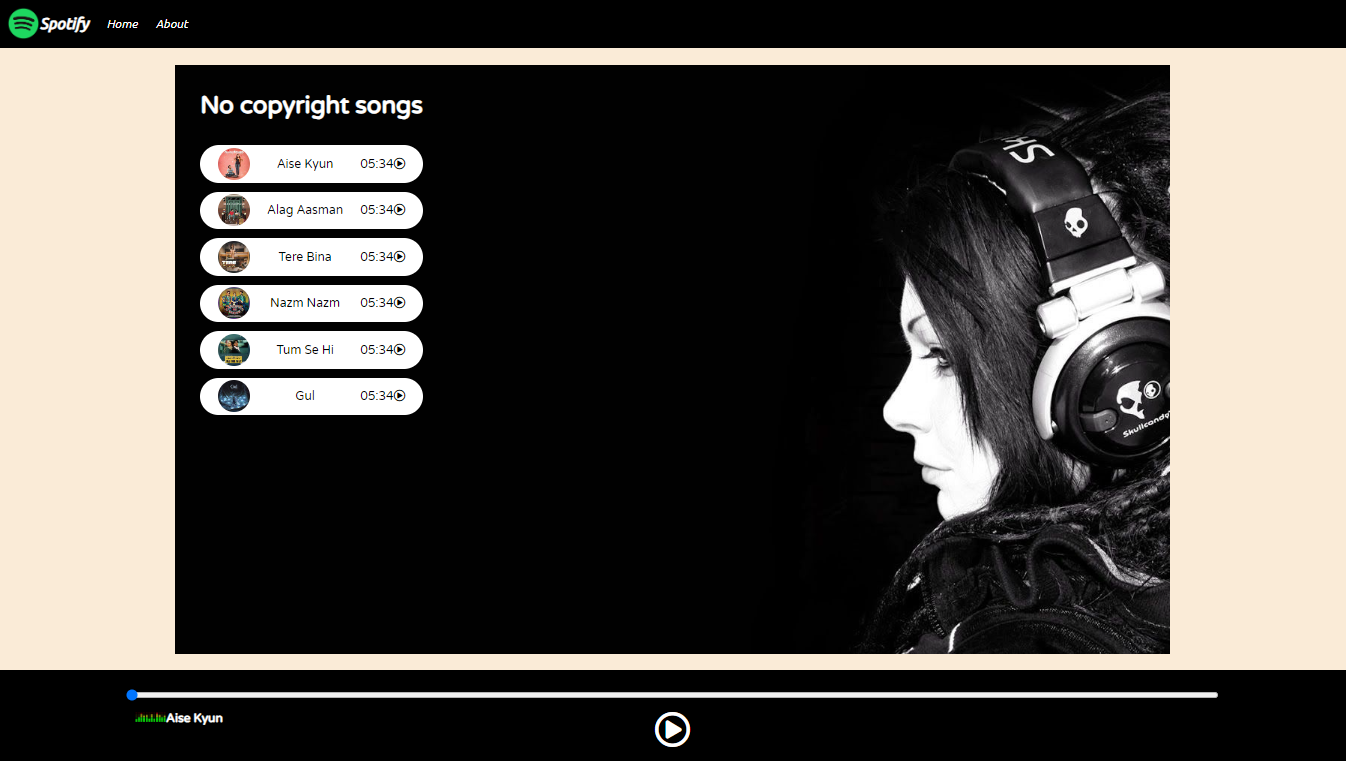 Spotify Home About
No copyright songs
Aise Kyun 05:34
Alag Aasman 05:34
Tere Bina 05:34
Nazm Nazm 05:34
Tum Se Hi 05:34
Gul 05:34
Skullcandy
Aise Kyun